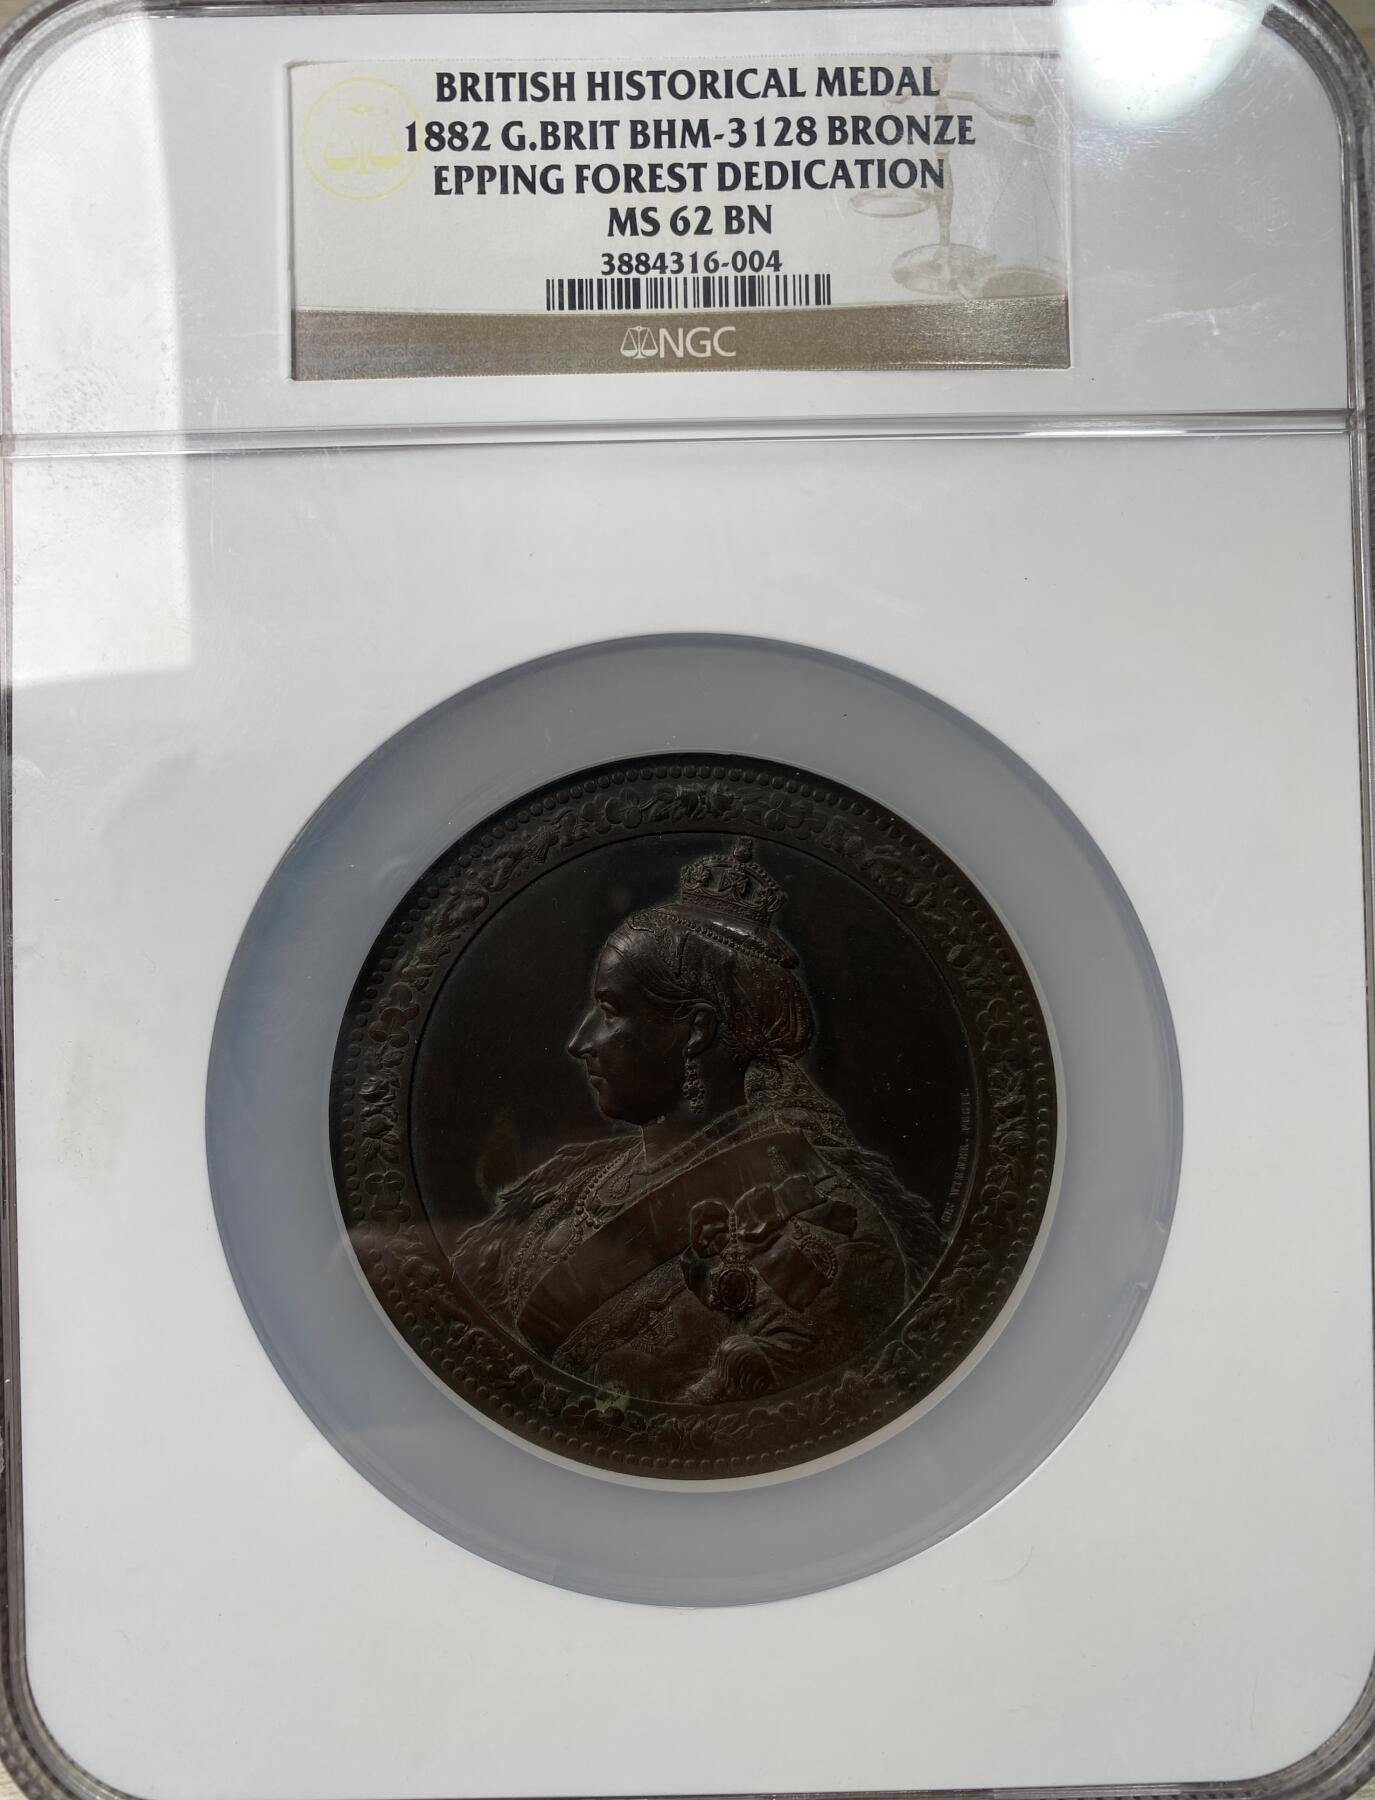 BRITISH HISTORICAL MEDAL
1882 G.BRIT BHM-3128 BRONZE
EPPING FOREST DEDICATION
MS 62 BN
3884316-004
NGC